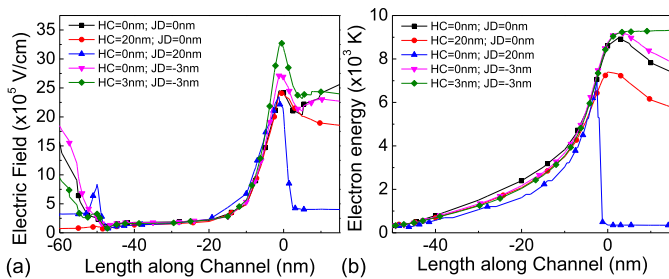 HC=0nm; JD=0nm
HC=20nm; JD=0nm
HC=0nm; JD=20nm
HC=0nm; JD=-3nm
HC=3nm; JD=-3nm
Electric Field (x10⁵ V/cm)
35
30
25
20
15
10
5
0
-60
-40
-20
0
Length along Channel (nm)
(a)
HC=0nm; JD=0nm
HC=20nm; JD=0nm
HC=0nm; JD=20nm
HC=0nm; JD=-3nm
HC=3nm; JD=-3nm
Electron energy (x10³ K)
10
8
6
4
2
0
-40
-20
0
Length along Channel (nm)
(b)